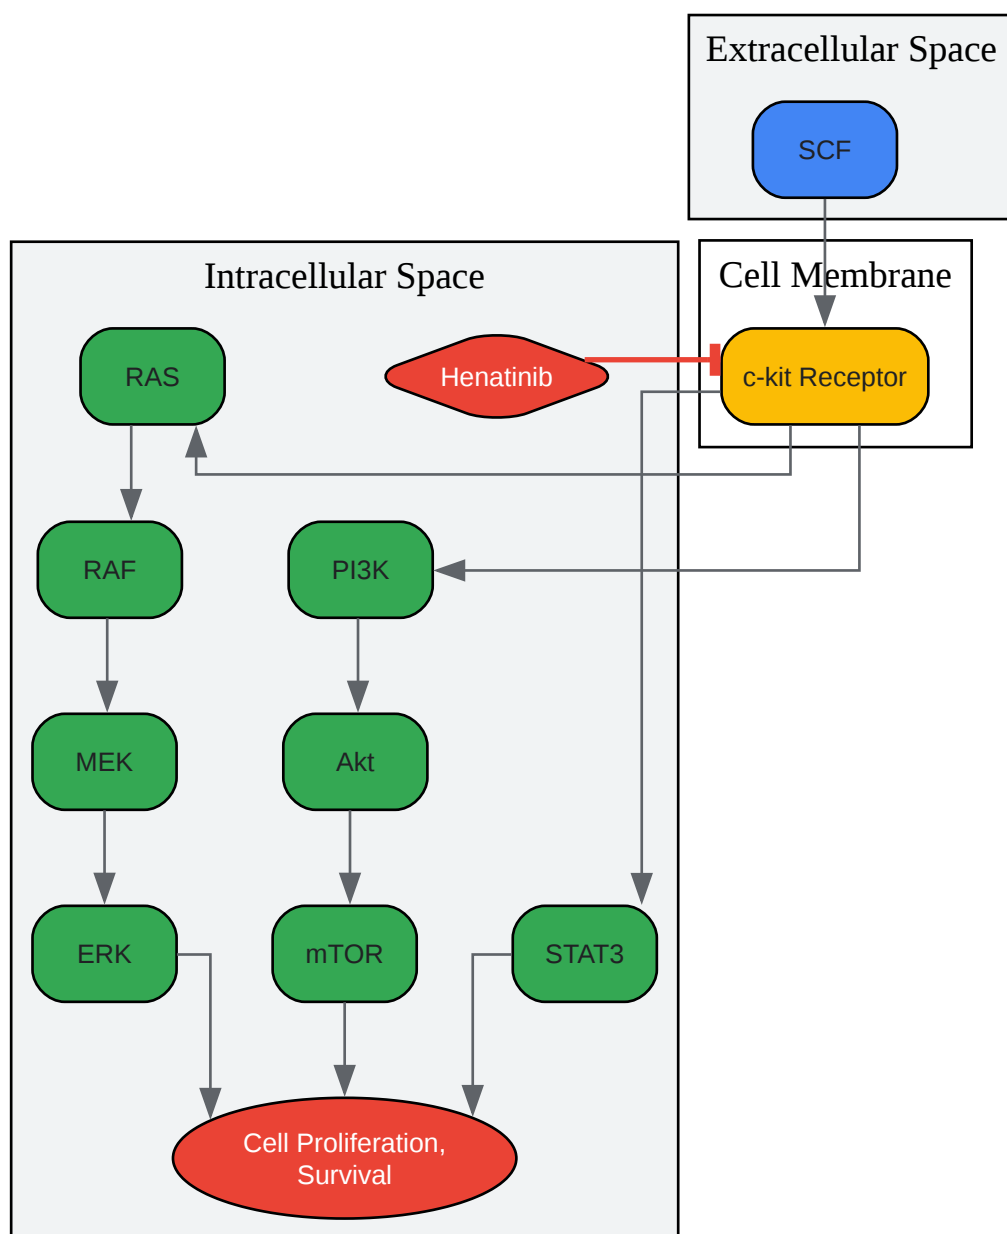 Extracellular Space
SCF
Intracellular Space
Cell Membrane
RAS
Henatinib
c-kit Receptor
RAF
PI3K
MEK
Akt
ERK
mTOR
STAT3
Cell Proliferation,
Survival